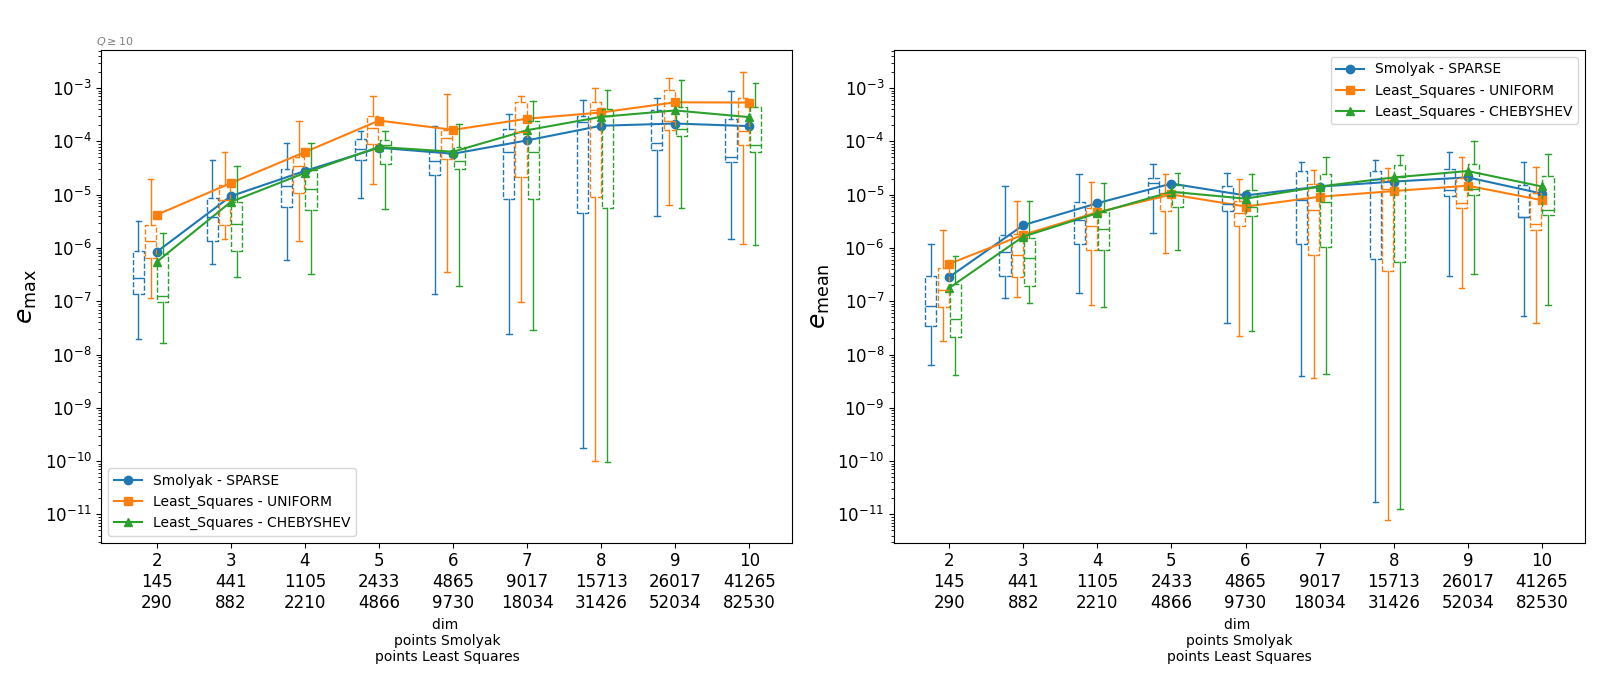 Q ≥ 10
10⁻³
10⁻⁴
10⁻⁵
10⁻⁶
10⁻⁷
10⁻⁸
10⁻⁹
10⁻¹⁰
10⁻¹¹
e_max
Smolyak - SPARSE
Least_Squares - UNIFORM
Least_Squares - CHEBYSHEV
2 3 4 5 6 7 8 9 10
145 441 1105 2433 4865 9017 15713 26017 41265
290 882 2210 4866 9730 18034 31426 52034 82530
dim
points Smolyak
points Least Squares
10⁻³
10⁻⁴
10⁻⁵
10⁻⁶
10⁻⁷
10⁻⁸
10⁻⁹
10⁻¹⁰
10⁻¹¹
e_mean
Smolyak - SPARSE
Least_Squares - UNIFORM
Least_Squares - CHEBYSHEV
2 3 4 5 6 7 8 9 10
145 441 1105 2433 4865 9017 15713 26017 41265
290 882 2210 4866 9730 18034 31426 52034 82530
dim
points Smolyak
points Least Squares